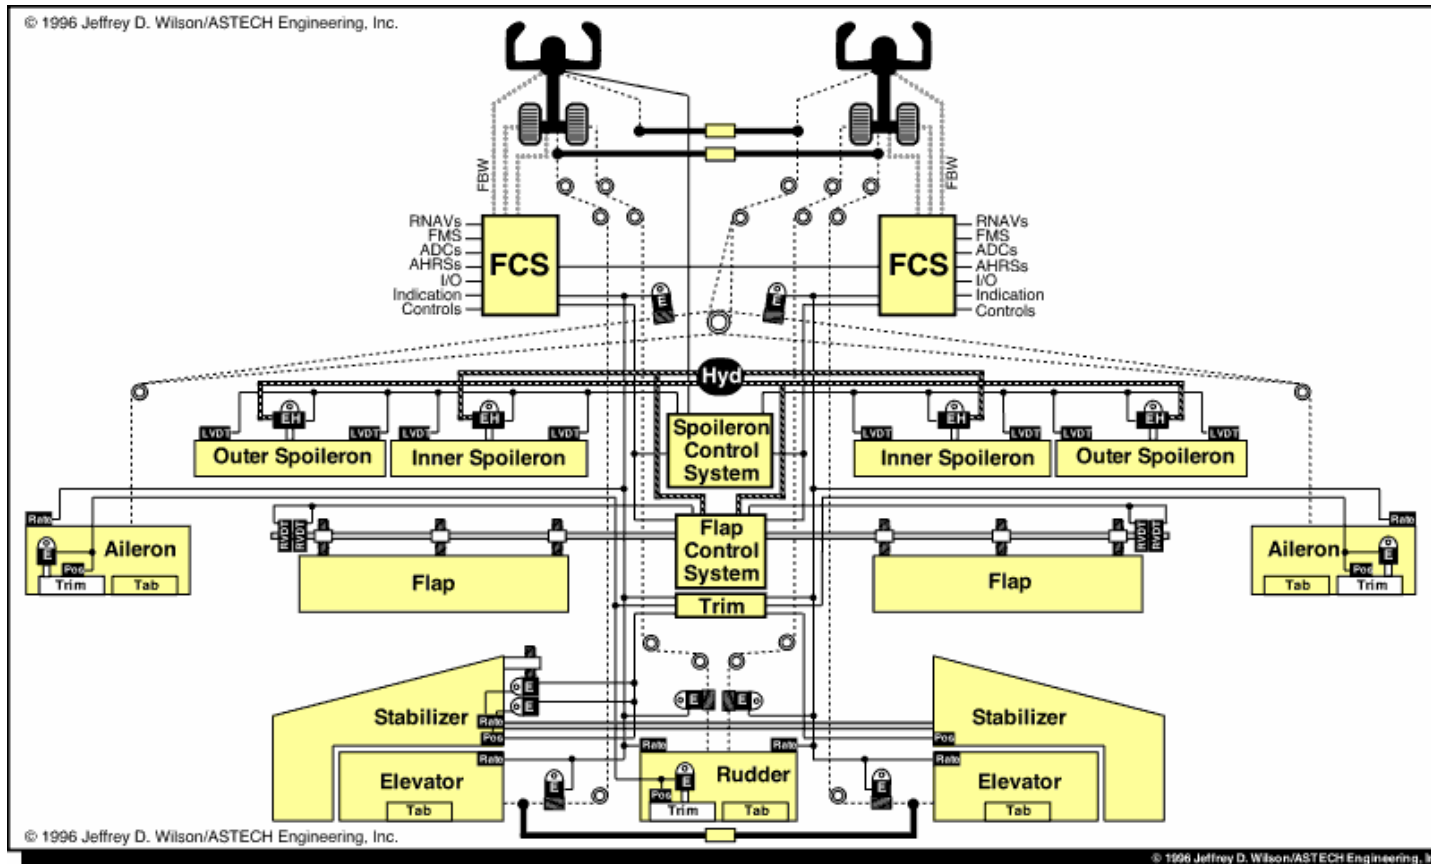 © 1996 Jeffrey D. Wilson/ASTECH Engineering, Inc.
FBW
FBW
RNAVs
FMS
ADCs
AHRSs
I/O
Indication
Controls
FCS
FCS
RNAVs
FMS
ADCs
AHRSs
I/O
Indication
Controls
E
E
Hyd
EH
EH
EH
EH
LVDT
LVDT
LVDT
LVDT
LVDT
LVDT
Outer Spoileron
Inner Spoileron
Spoileron
Control
System
Inner Spoileron
Outer Spoileron
Rate
Rate
RVDT
RVDT
RVDT
RVDT
Aileron
E
Pos
Trim
Tab
Flap
Flap
Control
System
Flap
Aileron
E
Pos
Tab
Trim
Trim
E
E
E
E
Stabilizer
Rate
Pos
Stabilizer
Rate
Elevator
Tab
E
Rate
Rate
Rudder
E
Pos
Trim
Tab
E
Rate
Elevator
Tab
© 1996 Jeffrey D. Wilson/ASTECH Engineering, Inc.